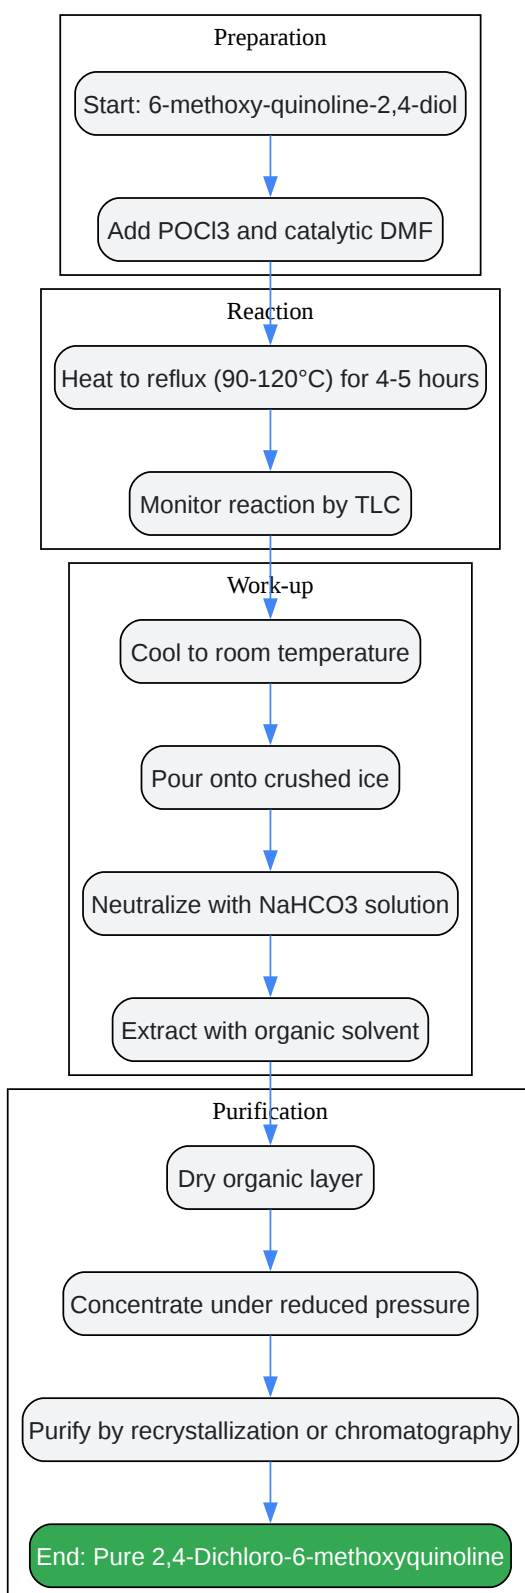 Preparation
Start: 6-methoxy-quinoline-2,4-diol
Add POCl3 and catalytic DMF
Reaction
Heat to reflux (90-120°C) for 4-5 hours
Monitor reaction by TLC
Work-up
Cool to room temperature
Pour onto crushed ice
Neutralize with NaHCO3 solution
Extract with organic solvent
Purification
Dry organic layer
Concentrate under reduced pressure
Purify by recrystallization or chromatography
End: Pure 2,4-Dichloro-6-methoxyquinoline